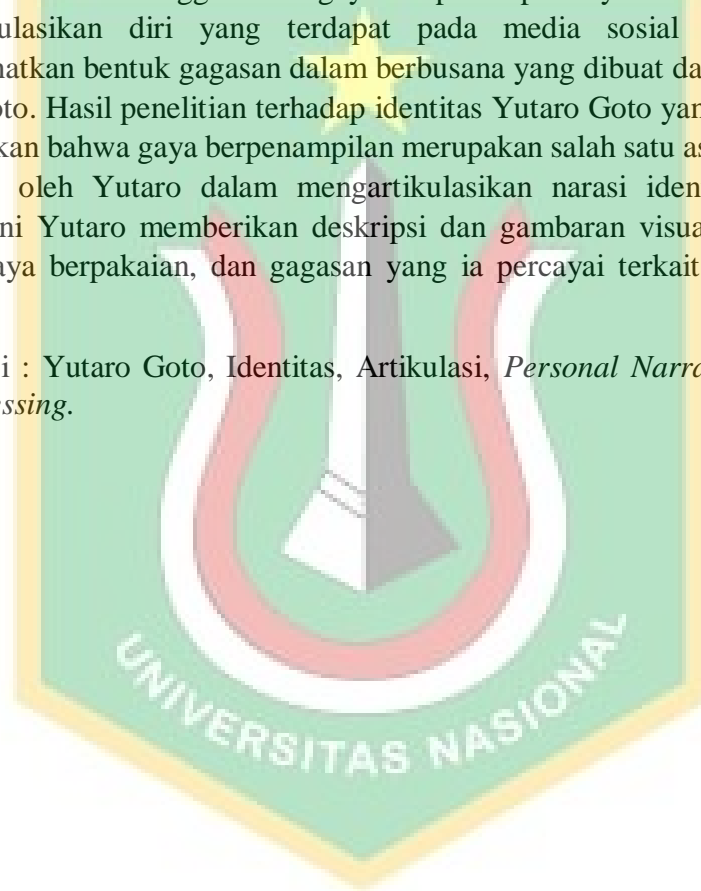 ulasikan diri yang terdapat pada media sosial
natkan bentuk gagasan dalam berbusana yang dibuat da
oto. Hasil penelitian terhadap identitas Yutaro Goto yan
kan bahwa gaya berpenampilan merupakan salah satu as
oleh Yutaro dalam mengartikulasikan narasi iden
ni Yutaro memberikan deskripsi dan gambaran visua
aya berpakaian, dan gagasan yang ia percayai terkait
i : Yutaro Goto, Identitas, Artikulasi, Personal Narra
ssing.
UNIVERSITAS NASIONAL